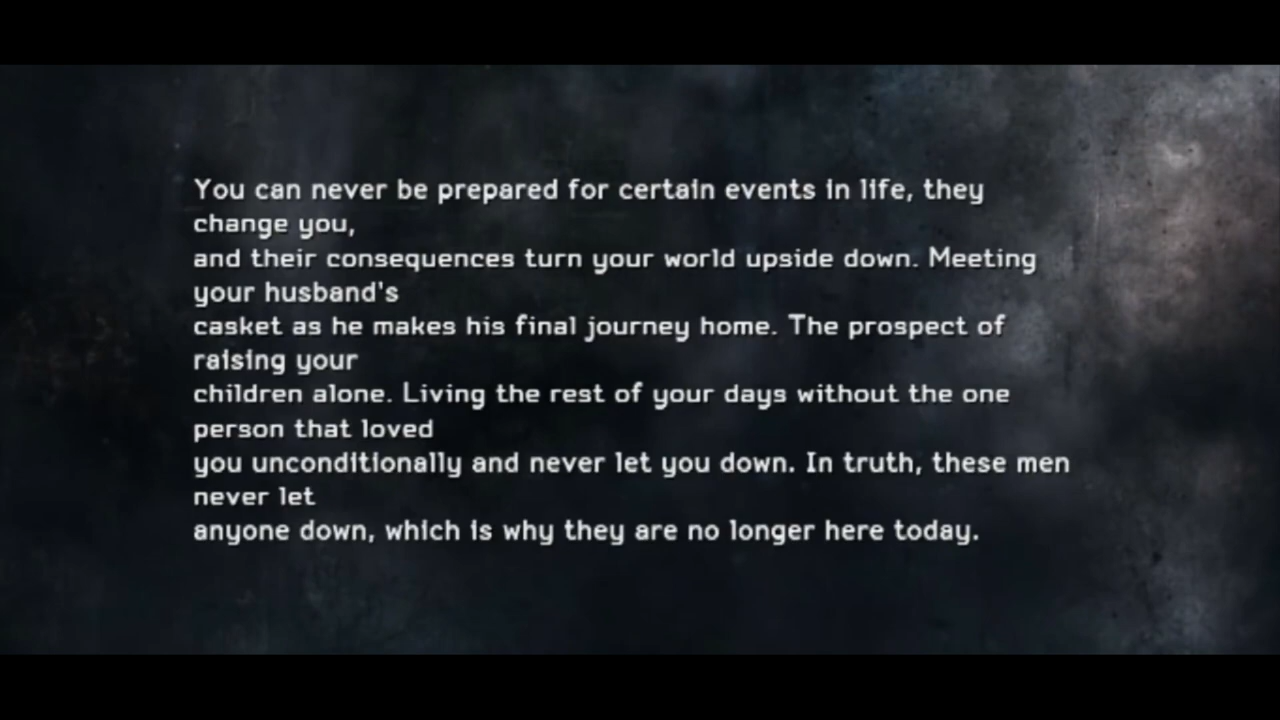 You can never be prepared for certain events in life, they
change you,
and their consequences turn your world upside down. Meeting
your husband's
casket as he makes his final journey home. The prospect of
raising your
children alone. Living the rest of your days without the one
person that loved
you unconditionally and never let you down. In truth, these men
never let
anyone down, which is why they are no longer here today.